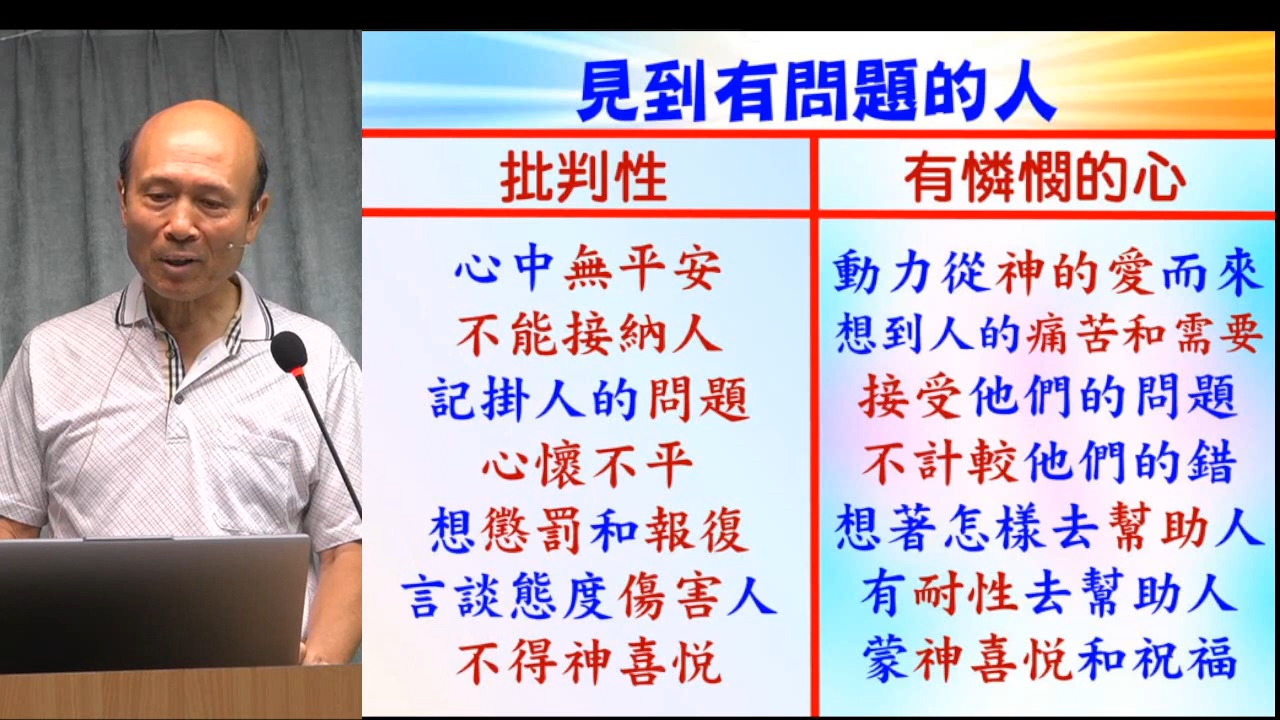 見到有問題的人
批判性
有憐憫的心
心中無平安
不能接納人
記掛人的問題
心懷不平
想懲罰和報復
言談態度傷害人
不得神喜悅
動力從神的愛而來
想到人的痛苦和需要
接受他們的問題
不計較他們的錯
想著怎樣去幫助人
有耐性去幫助人
蒙神喜悅和祝福